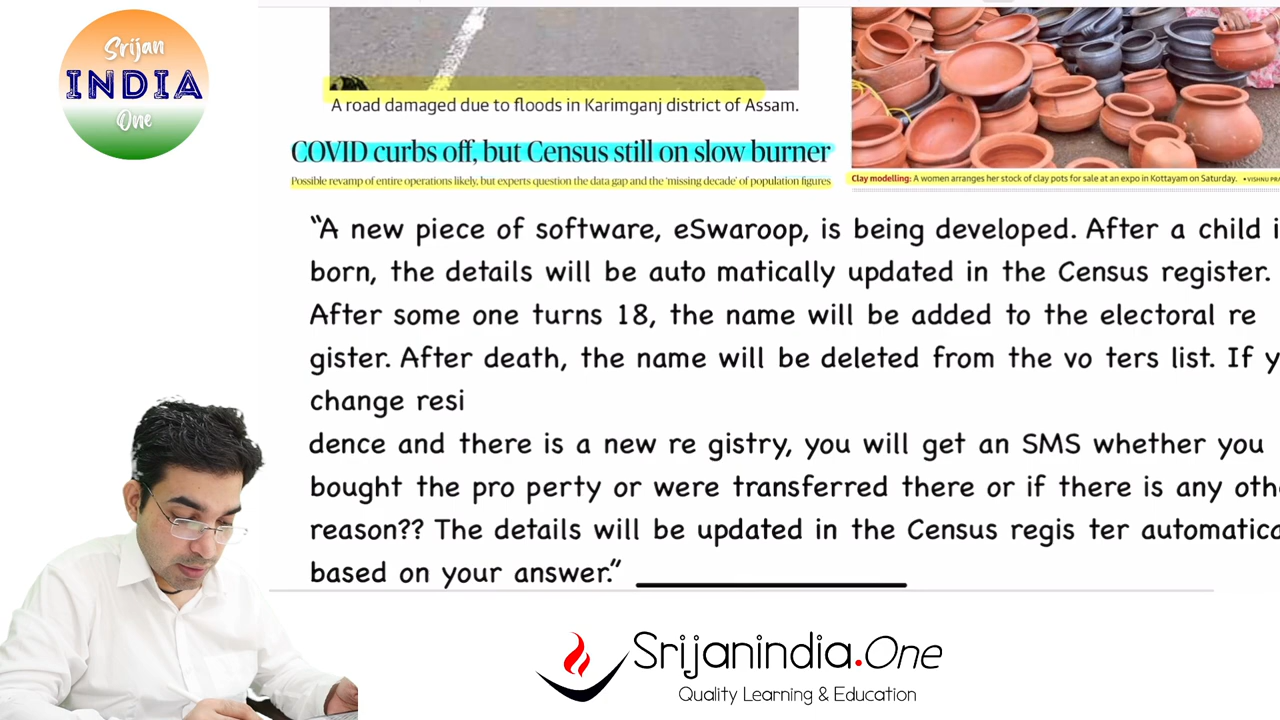 Srijan
INDIA
One
A road damaged due to floods in Karimganj district of Assam.
COVID curbs off, but Census still on slow burner
Possible revamp of entire operations likely, but experts question the data gap and the ‘missing decade’ of population figures
Clay modelling: A women arranges her stock of clay pots for sale at an expo in Kottayam on Saturday. • VISHNU
“A new piece of software, eSwaroop, is being developed. After a child
born, the details will be auto matically updated in the Census register.
After some one turns 18, the name will be added to the electoral re
gister. After death, the name will be deleted from the vo ters list. If
change resi
dence and there is a new re gistry, you will get an SMS whether you
bought the pro perty or were transferred there or if there is any
reason?? The details will be updated in the Census regis ter
based on your answer.”
Srijanindia.One
Quality Learning & Education